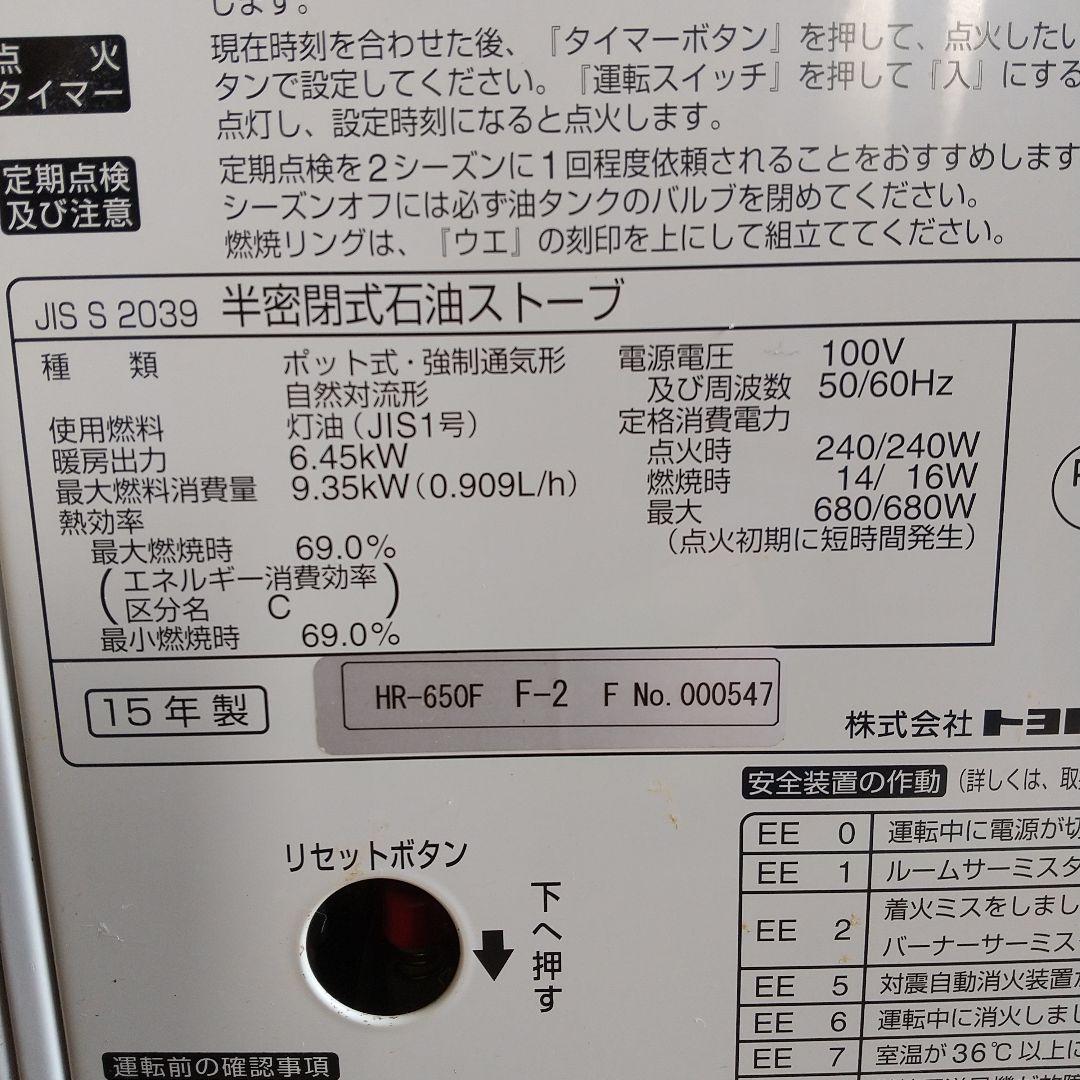 します。
点火
タイマー
現在時刻を合わせた後、『タイマーボタン』を押して、点火したい
タンで設定してください。『運転スイッチ』を押して『入』にする
点灯し、設定時刻になると点火します。
定期点検
及び注意
定期点検を2シーズンに1回程度依頼されることをおすすめします
シーズンオフには必ず油タンクのバルブを閉めてください。
燃焼リングは、『ウエ』の刻印を上にして組立ててください。
JIS S 2039 半密閉式石油ストーブ
種類 ポット式・強制通気形
自然対流形
使用燃料 灯油(JIS1号)
暖房出力 6.45kW
最大燃料消費量 9.35kW(0.909L/h)
熱効率
最大燃焼時 69.0%
(エネルギー消費効率)
区分名 C
最小燃焼時 69.0%
電源電圧 100V
及び周波数 50/60Hz
定格消費電力
点火時 240/240W
燃焼時 14/ 16W
最大 680/680W
(点火初期に短時間発生)
15年製
HR-650F F-2 F No.000547
株式会社トヨ
リセットボタン
下へ押す
安全装置の作動(詳しくは、取
EE 0 運転中に電源が切
EE 1 ルームサーミスタ
EE 2 着火ミスをしまし
バーナーサーミス
EE 5 対震自動消火装置が
EE 6 運転中に消火しまし
EE 7 室温が36℃以上に
運転前の確認事項